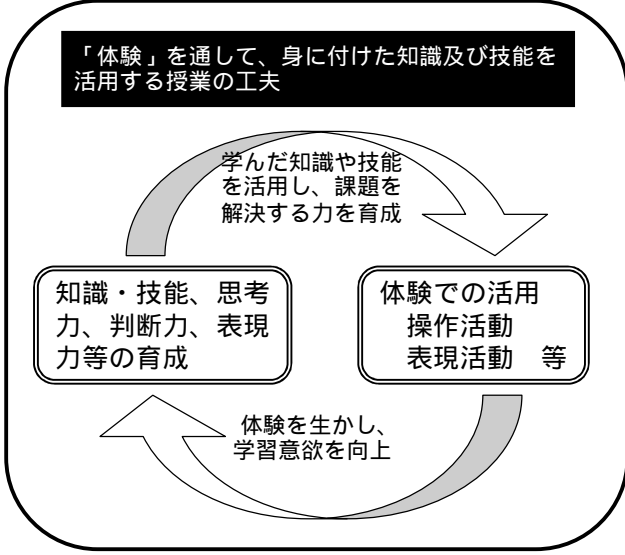 「体験」を通して、身に付けた知識及び技能を
活用する授業の工夫
学んだ知識や技能
を活用し、課題を
解決する力を育成
知識・技能、思考
力、判断力、表現
力等の育成
体験での活用
操作活動
表現活動　等
体験を生かし、
学習意欲を向上